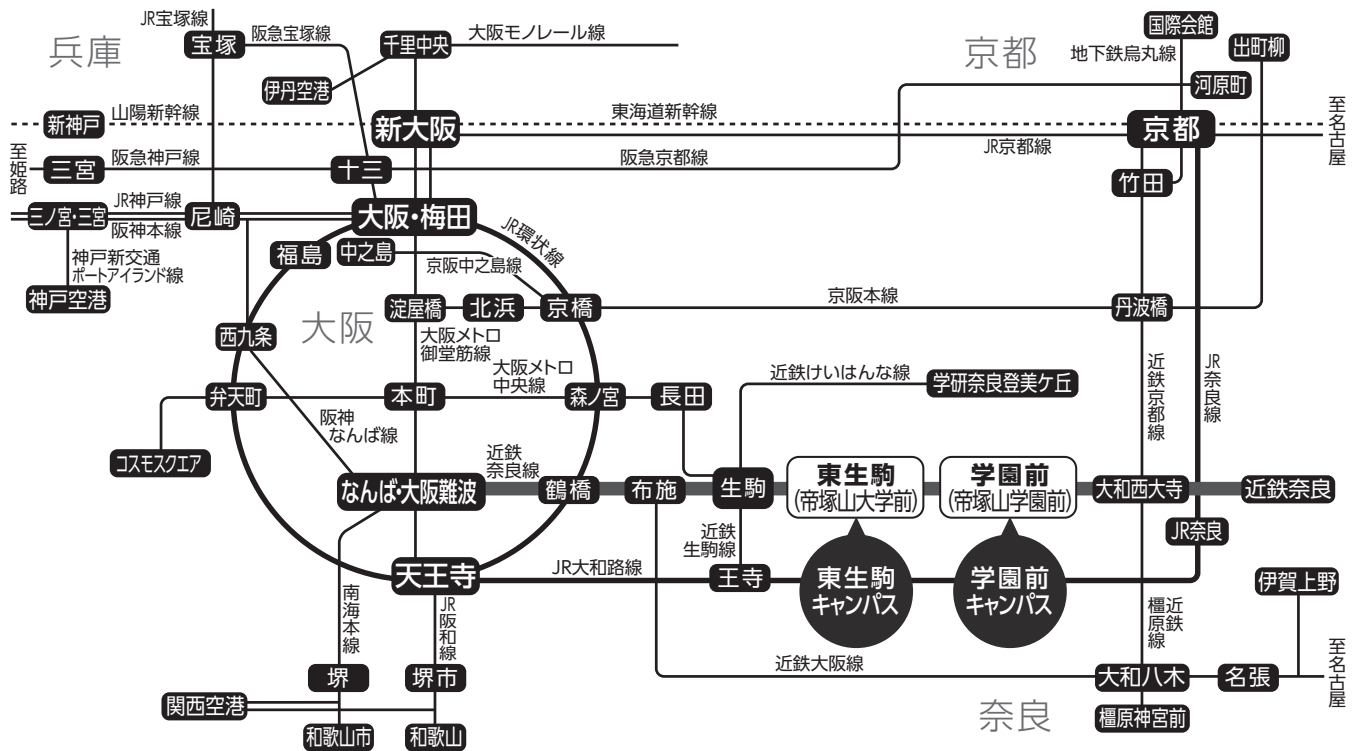 JR宝塚線
兵庫
宝塚
阪急宝塚線
千里中央
大阪モノレール線
伊丹空港
京都
国際会館
地下鉄烏丸線
出町柳
河原町
新神戸
山陽新幹線
新大阪
東海道新幹線
京都
至名古屋
JR京都線
至姫路
三宮
阪急神戸線
十三
阪急京都線
竹田
三ノ宮・三宮
JR神戸線
阪神本線
尼崎
大阪・梅田
JR環状線
神戸新交通
ポートアイランド線
神戸空港
福島
中之島
京阪中之島線
淀屋橋
北浜
京橋
京阪本線
丹波橋
西九条
大阪
大阪メトロ
御堂筋線
大阪メトロ
中央線
弁天町
本町
森ノ宮
長田
近鉄けいはんな線
学研奈良登美ケ丘
近鉄京都線
JR奈良線
コスモスクエア
阪神
なんば線
近鉄
奈良線
なんば・大阪難波
鶴橋
布施
生駒
東生駒
(帝塚山大学前)
学園前
(帝塚山学園前)
大和西大寺
近鉄奈良
JR奈良
近鉄
生駒線
天王寺
JR大和路線
王寺
東生駒
キャンパス
学園前
キャンパス
伊賀上野
南海本線
JR阪和線
近鉄
橿原線
至名古屋
近鉄大阪線
堺
堺市
大和八木
名張
関西空港
和歌山市
和歌山
奈良
橿原神宮前